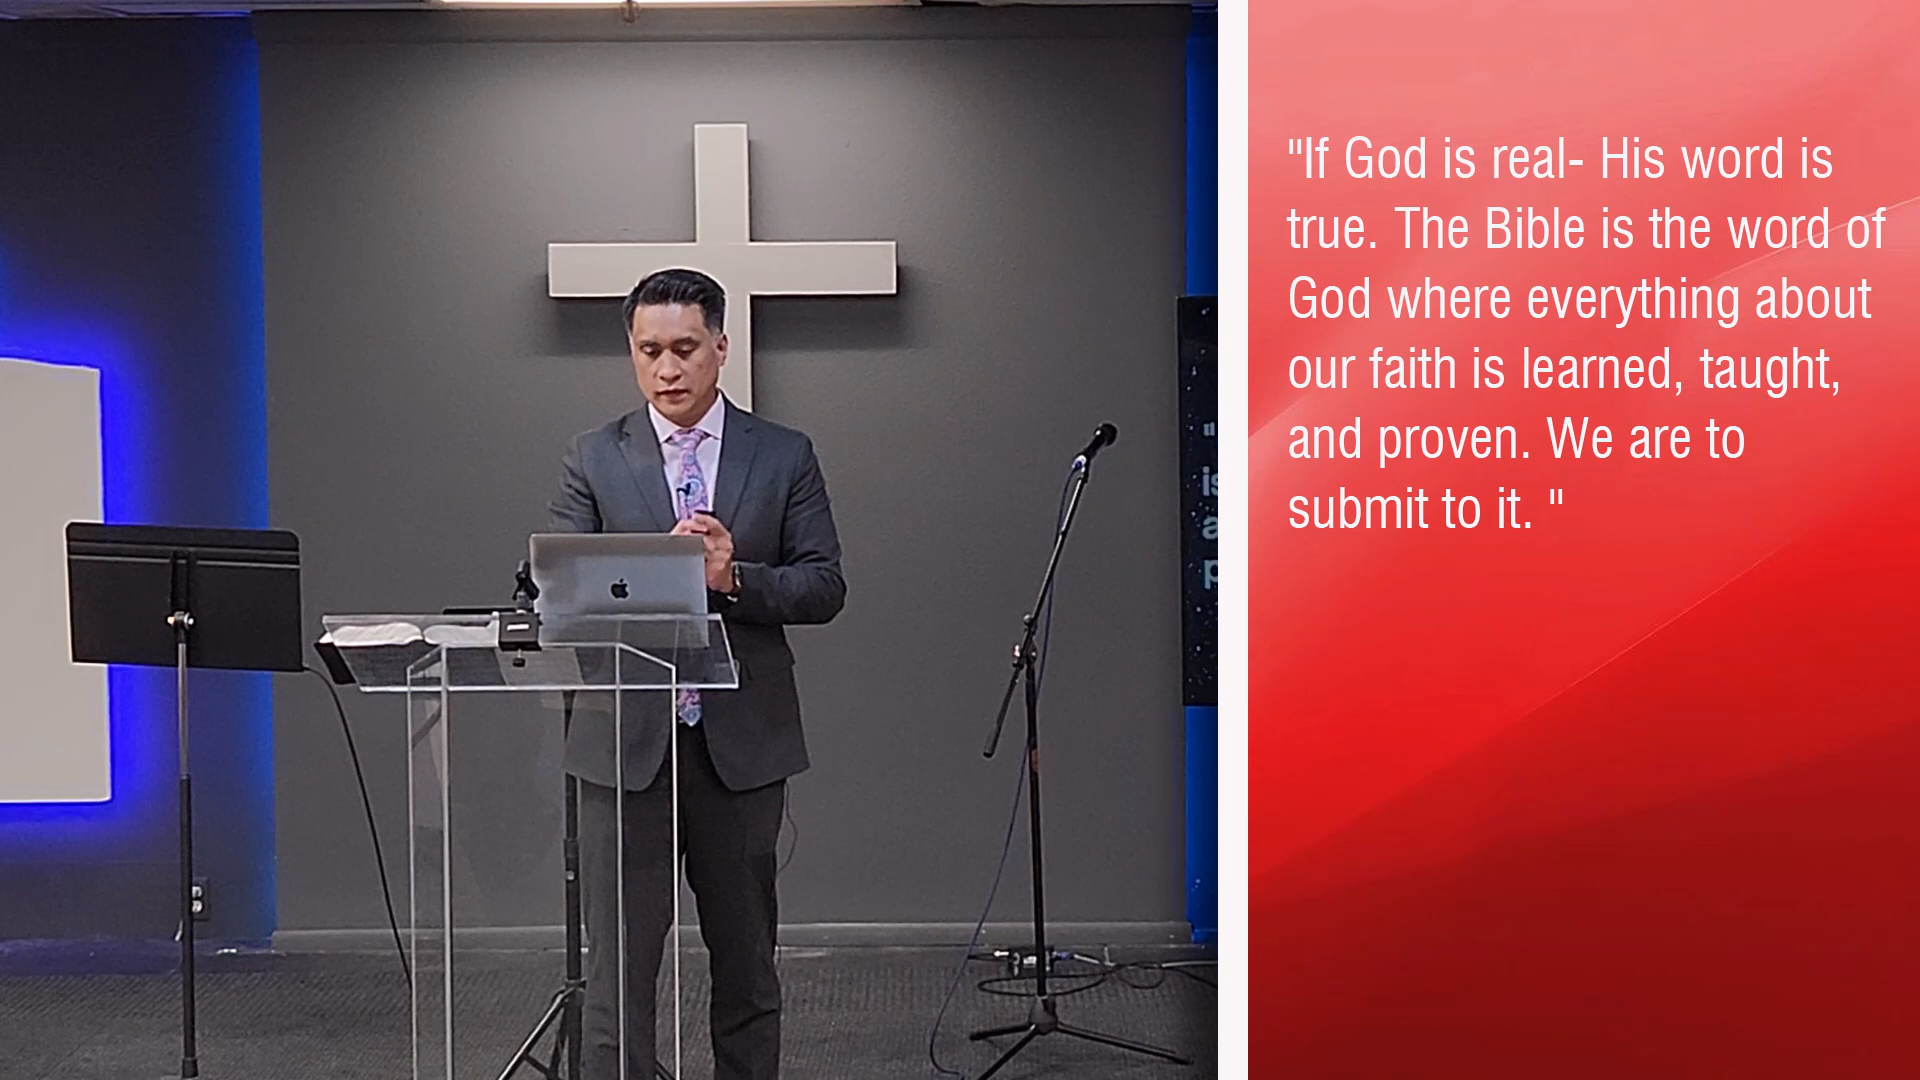 "If God is real- His word is
true. The Bible is the word of
God where everything about
our faith is learned, taught,
and proven. We are to
submit to it. "